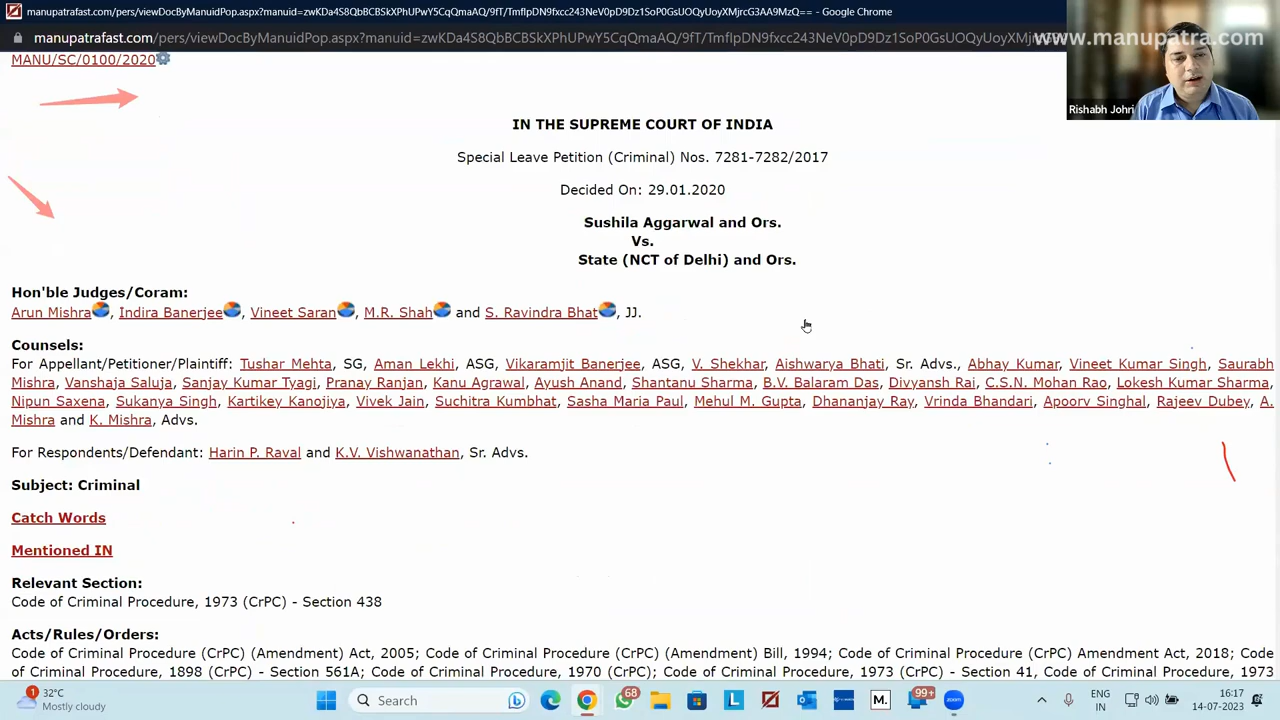 manupatrafast.com/pers/viewDocByManuidPop.aspx?manuid=zwKDa4S8QbBCBSkXPhUPwY5CqQmaAQ/9fT/TmfIpDN9fxcc243NeV0pD9Dz1SoP0GsUOQyUoyXMjrcG3AA9MzQ== - Google Chrome
manupatrafast.com/pers/viewDocByManuidPop.aspx?manuid=zwKDa4S8QbBCBSkXPhUPwY5CqQmaAQ/9fT/TmfIpDN9fxcc243NeV0pD9Dz1SoP0GsUOQyUoyXMjrcG3
www.manupatra.com
MANU/SC/0100/2020
Rishabh Johri
IN THE SUPREME COURT OF INDIA
Special Leave Petition (Criminal) Nos. 7281-7282/2017
Decided On: 29.01.2020
Sushila Aggarwal and Ors.
Vs.
State (NCT of Delhi) and Ors.
Hon'ble Judges/Coram:
Arun Mishra, Indira Banerjee, Vineet Saran, M.R. Shah and S. Ravindra Bhat, JJ.
Counsels:
For Appellant/Petitioner/Plaintiff: Tushar Mehta, SG, Aman Lekhi, ASG, Vikaramjit Banerjee, ASG, V. Shekhar, Aishwarya Bhati, Sr. Advs., Abhay Kumar, Vineet Kumar Singh, Saurabh
Mishra, Vanshaja Saluja, Sanjay Kumar Tyagi, Pranay Ranjan, Kanu Agrawal, Ayush Anand, Shantanu Sharma, B.V. Balaram Das, Divyansh Rai, C.S.N. Mohan Rao, Lokesh Kumar Sharma,
Nipun Saxena, Sukanya Singh, Kartikey Kanojiya, Vivek Jain, Suchitra Kumbhat, Sasha Maria Paul, Mehul M. Gupta, Dhananjay Ray, Vrinda Bhandari, Apoorv Singhal, Rajeev Dubey, A.
Mishra and K. Mishra, Advs.
For Respondents/Defendant: Harin P. Raval and K.V. Vishwanathan, Sr. Advs.
Subject: Criminal
Catch Words
Mentioned IN
Relevant Section:
Code of Criminal Procedure, 1973 (CrPC) - Section 438
Acts/Rules/Orders:
Code of Criminal Procedure (CrPC) (Amendment) Act, 2005; Code of Criminal Procedure (CrPC) (Amendment) Bill, 1994; Code of Criminal Procedure (CrPC) Amendment Act, 2018; Code
of Criminal Procedure, 1898 (CrPC) - Section 561A; Code of Criminal Procedure, 1970 (CrPC); Code of Criminal Procedure, 1973 (CrPC) - Section 41, Code of Criminal Procedure, 1973
1
32°C
Mostly cloudy
Search
68
L
M.
99+
ENG
IN
16:17
14-07-2023